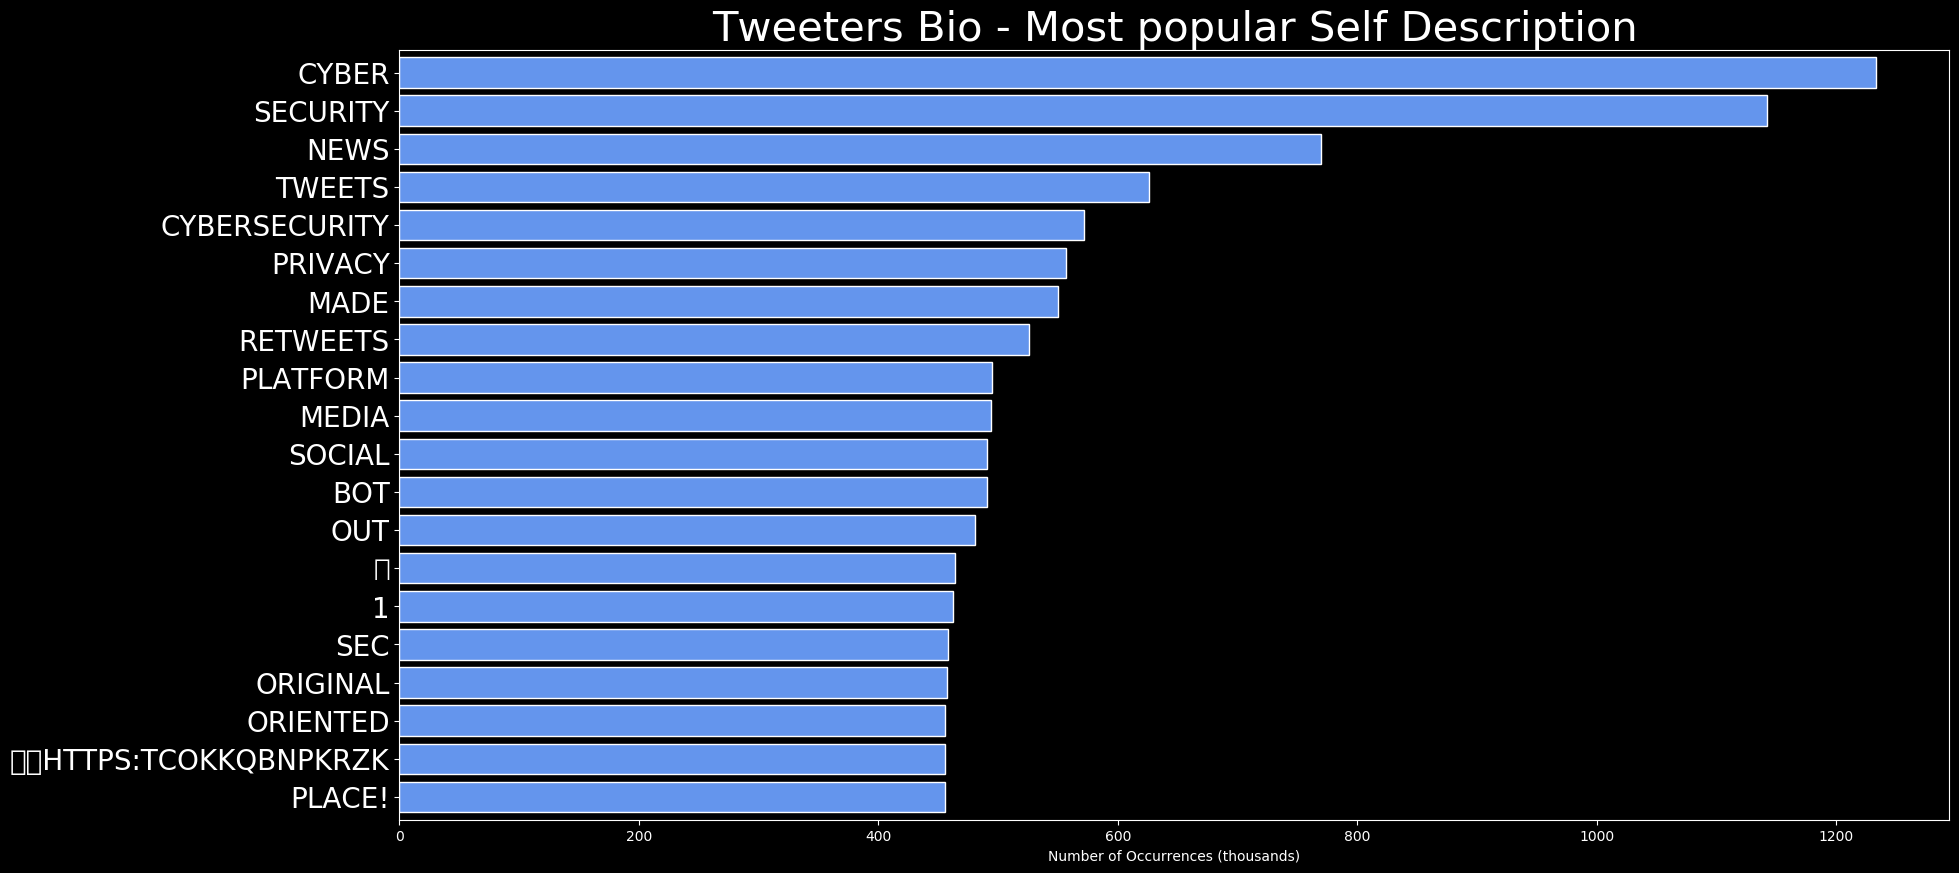 Tweeters Bio - Most popular Self Description
CYBER
SECURITY
NEWS
TWEETS
CYBERSECURITY
PRIVACY
MADE
RETWEETS
PLATFORM
MEDIA
SOCIAL
BOT
OUT
1
SEC
ORIGINAL
ORIENTED
HTTPS:TCOKKQBNPKRZK
PLACE!
0 200 400 600 800 1000 1200
Number of Occurrences (thousands)